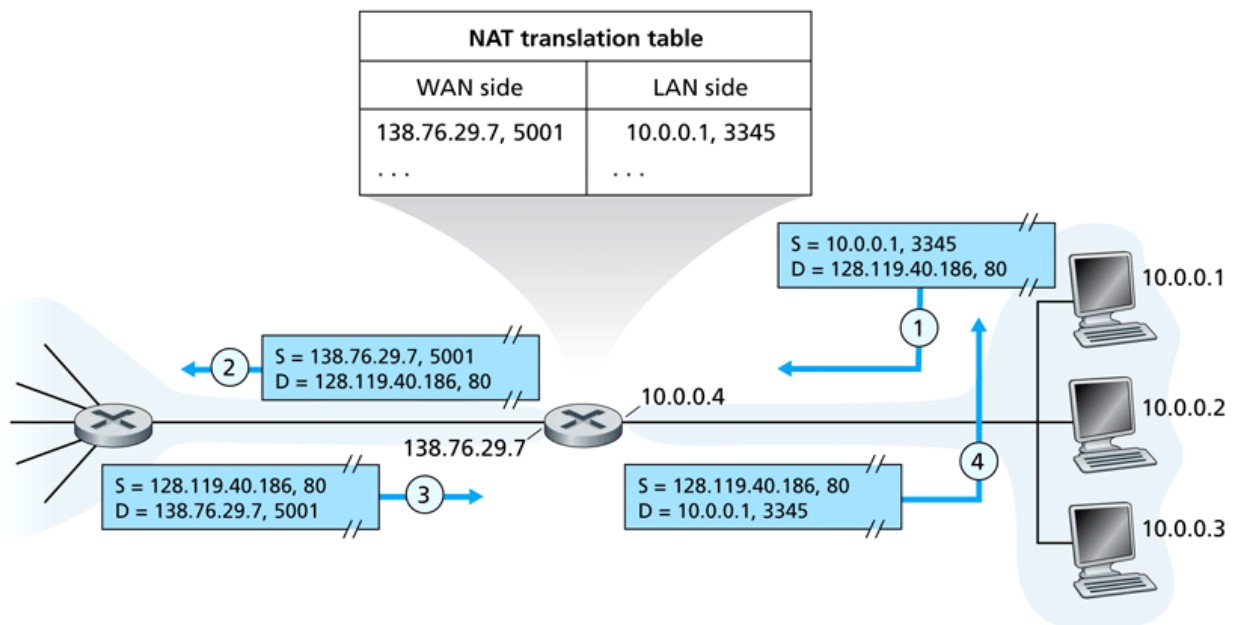 NAT translation table
WAN side
LAN side
138.76.29.7, 5001
10.0.0.1, 3345
. . .
. . .
S = 10.0.0.1, 3345
D = 128.119.40.186, 80
10.0.0.1
1
2
S = 138.76.29.7, 5001
D = 128.119.40.186, 80
10.0.0.4
10.0.0.2
138.76.29.7
S = 128.119.40.186, 80
D = 138.76.29.7, 5001
3
S = 128.119.40.186, 80
D = 10.0.0.1, 3345
4
10.0.0.3